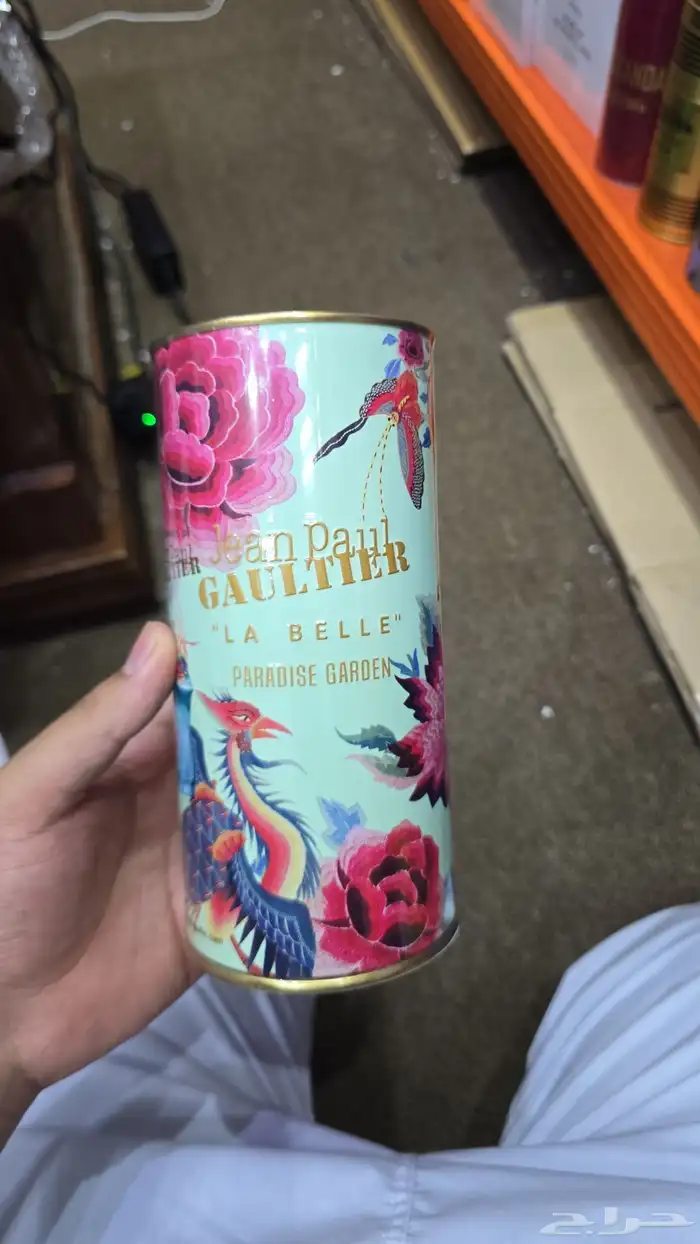 Jean Paul
GAULTIER
"LA BELLE"
PARADISE GARDEN
حراج